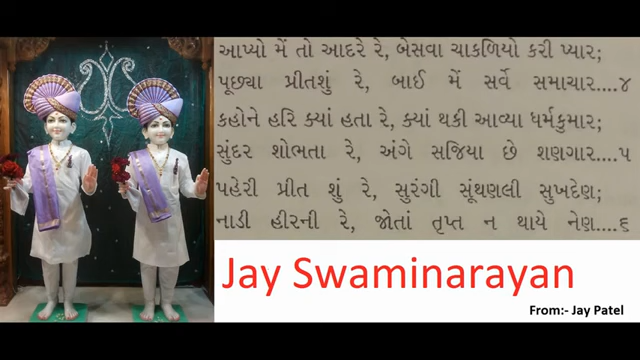 આપ્યો મેં તો આદરે રે, બેસવા ચાકળિયો કરી પ્યાર;
પૂછ્યા પ્રીતશું રે, બાઈ મેં સર્વે સમાચાર....૪
કહોને હરિ ક્યાં હતા રે, ક્યાં થકી આવ્યા ધર્મકુમાર;
સુંદર શોભતા રે, અંગે સજિયા છે શણગાર....૫
પહેરી પ્રીત શું રે, સુરંગી સૂંથણલી સુખદેણ;
નાડી હીરની રે, જોતાં તૃપ્ત ન થાયે નેણ....૬
Jay Swaminarayan
From:- Jay Patel